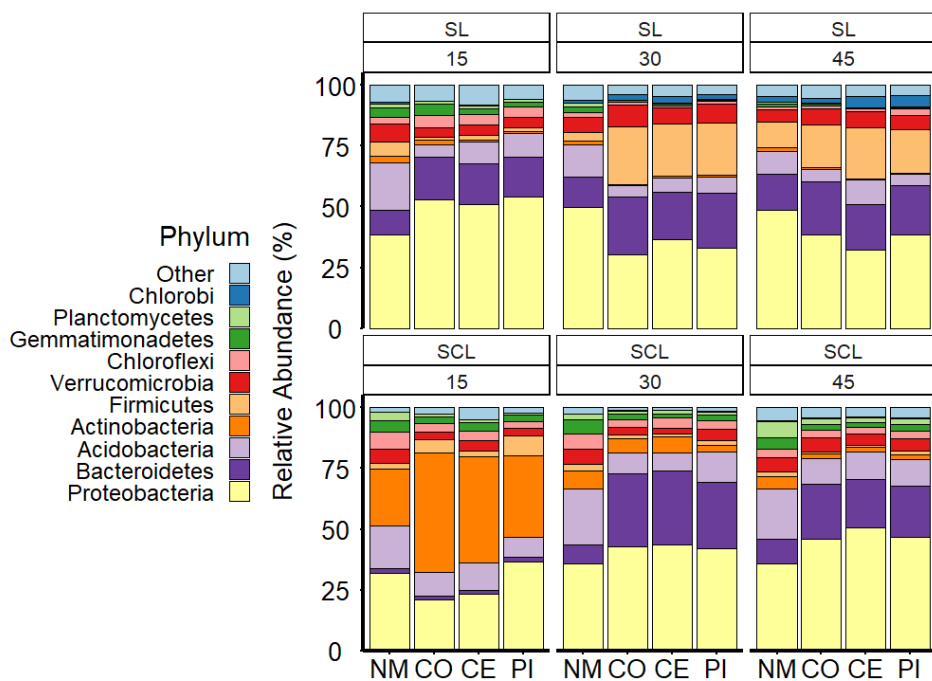 SL SL SL
15 30 45
100
75
50
25
0
Relative Abundance (%)
Phylum
Other
Chlorobi
Planctomycetes
Gemmatimonadetes
Chloroflexi
Verrucomicrobia
Firmicutes
Actinobacteria
Acidobacteria
Bacteroidetes
Proteobacteria
SCL SCL SCL
15 30 45
100
75
50
25
0
NM CO CE PI NM CO CE PI NM CO CE PI